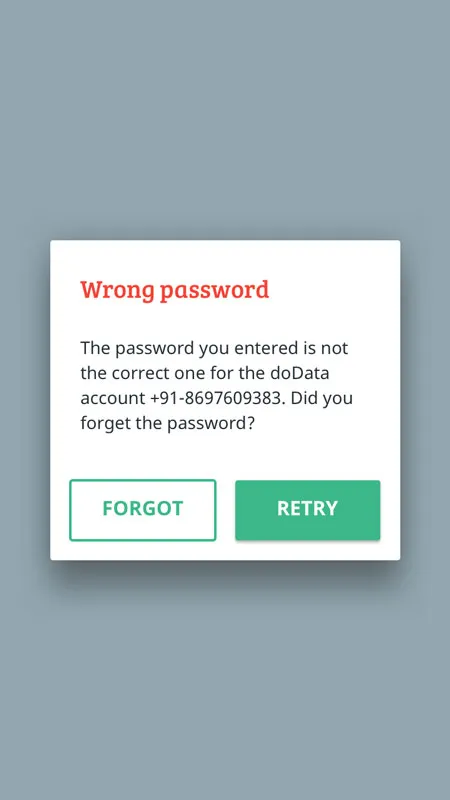 Wrong password
The password you entered is not
the correct one for the doData
account +91-8697609383. Did you
forget the password?
FORGOT
RETRY